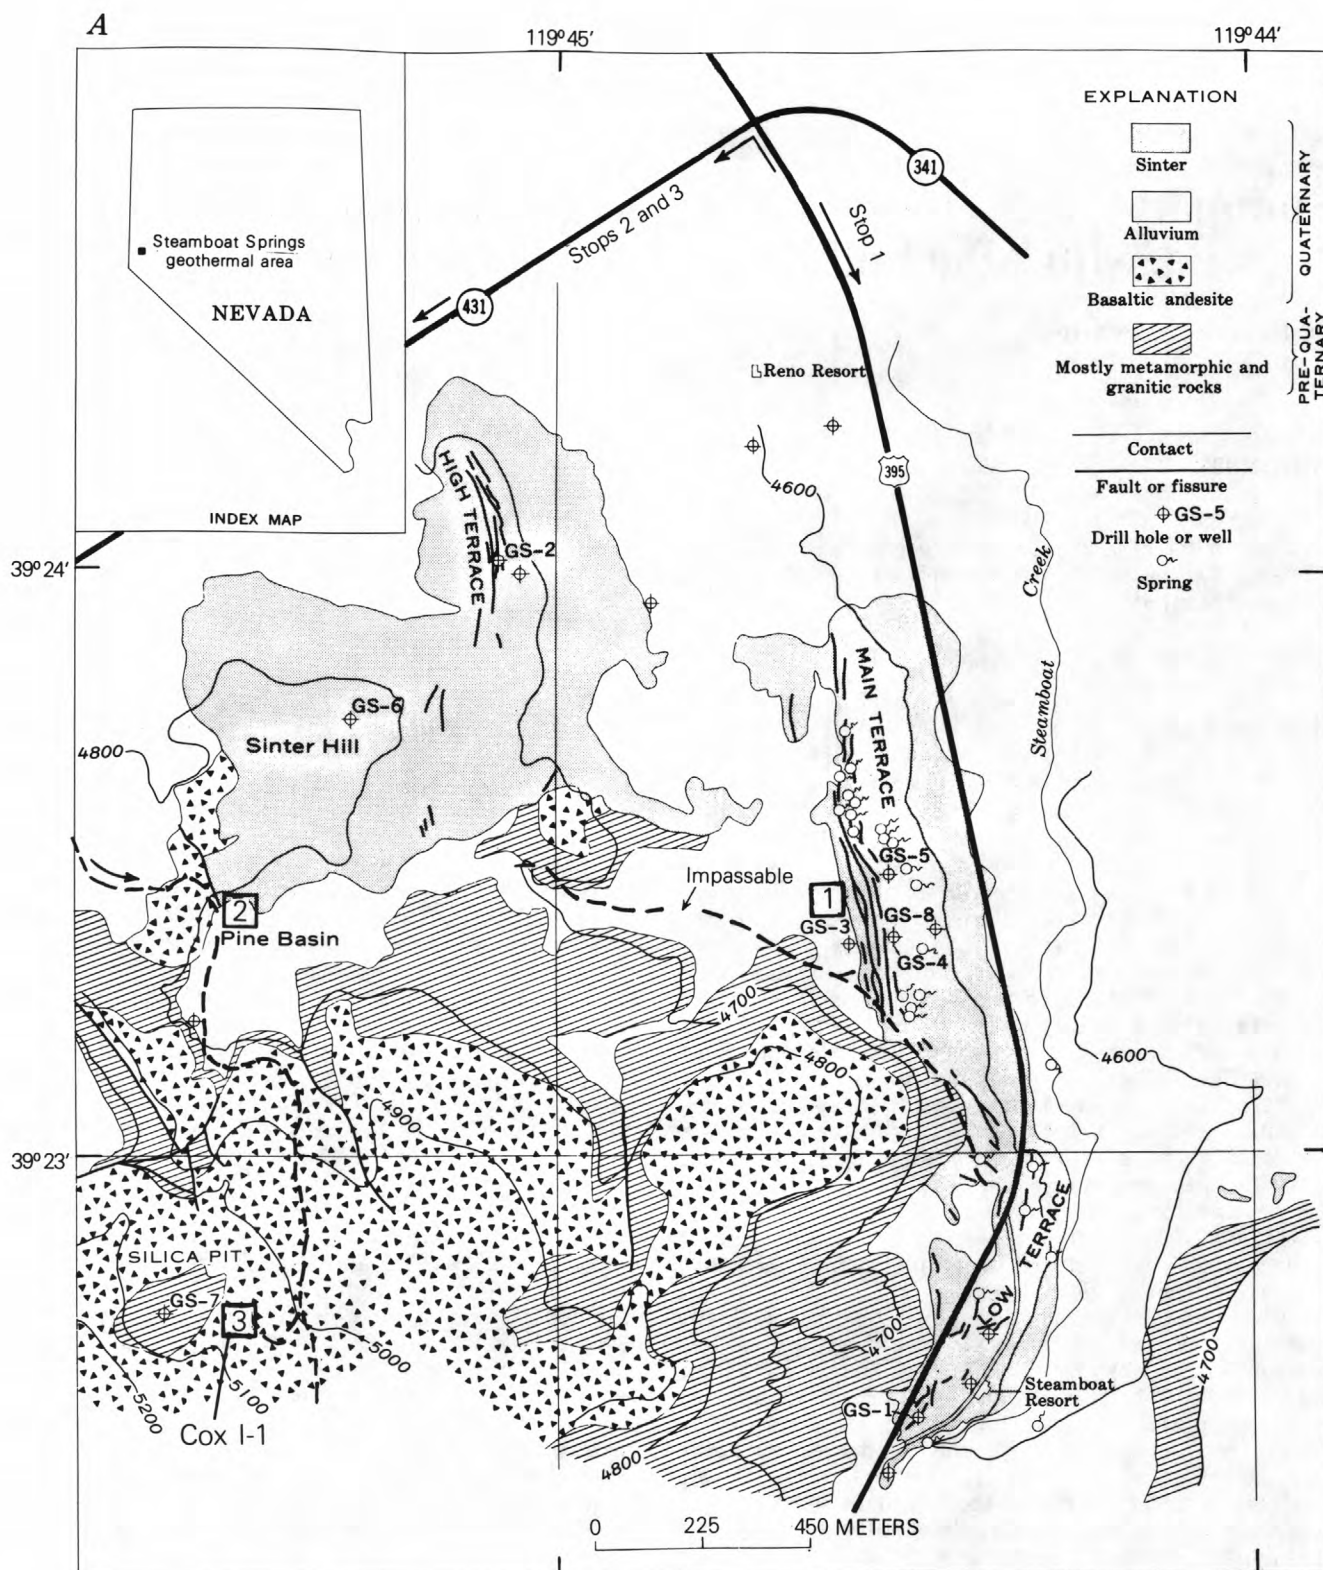 A
119°45′
119°44′
EXPLANATION
Sinter
Alluvium
Basaltic andesite
Mostly metamorphic and
granitic rocks
QUATERNARY
PRE-QUA-
TERNARY
Contact
Fault or fissure
GS-5
Drill hole or well
Spring
Steamboat Springs
geothermal area
NEVADA
INDEX MAP
341
Stops 2 and 3
Stop 1
431
Reno Resort
395
4600
HIGH TERRACE
GS-2
39°24′
Creek
Steamboat
MAIN TERRACE
GS-6
Sinter Hill
4800
GS-5
Impassable
1
2
GS-3
GS-8
Pine Basin
GS-4
4700
4600
4800
4900
39°23′
TERRACE
LOW
SILICA PIT
GS-7
3
5000
4700
4700
5100
5200
Steamboat
Resort
GS-1
Cox I-1
4800
0 225 450 METERS